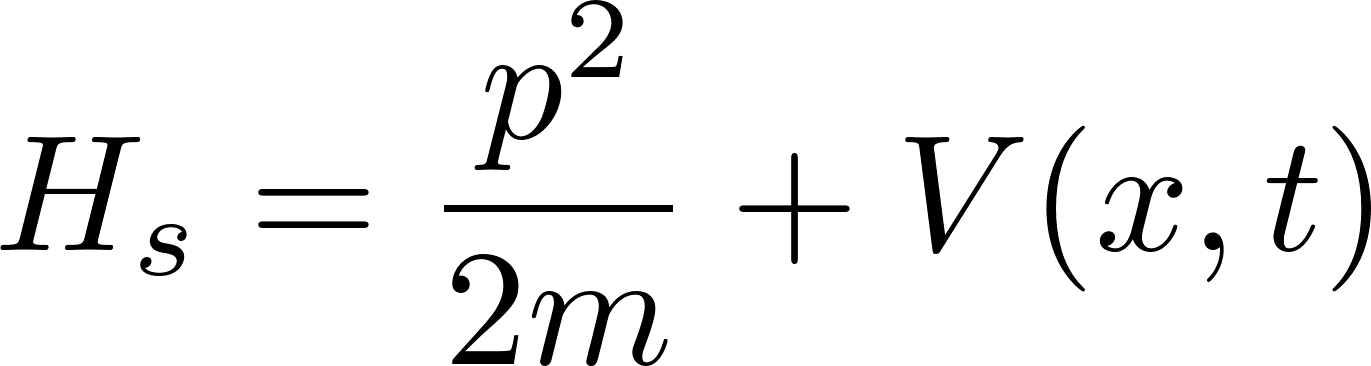 H_s = \frac{p^2}{2m} + V(x, t)